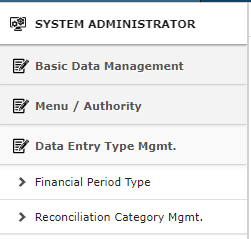 SYSTEM ADMINISTRATOR
Basic Data Management
Menu / Authority
Data Entry Type Mgmt.
Financial Period Type
Reconciliation Category Mgmt.